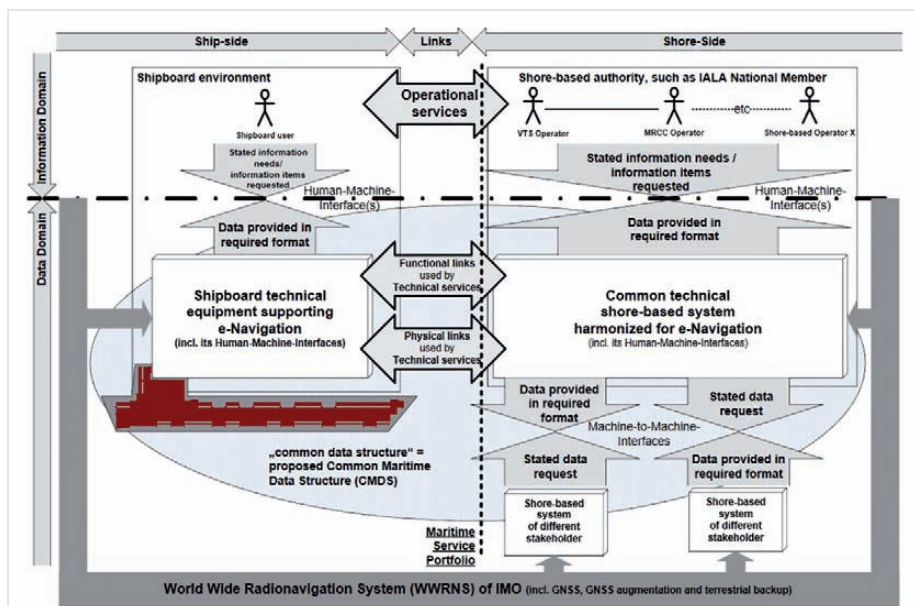 Ship-side
Links
Shore-Side
Information Domain
Data Domain
Shipboard environment
Shipboard user
Stated information
needs/
information items
requested
Human-Machine-
Interface(s)
Data provided in
required format
Shipboard technical
equipment supporting
e-Navigation
(incl. its Human-Machine-Interfaces)
Operational
services
Functional links
used by
Technical services
Physical links
used by
Technical services
Shore-based authority, such as IALA National Member
etc
VTS Operator
MRCC Operator
Shore-based Operator X
Stated information needs /
information items
requested
Human-Machine-
Interface(s)
Data provided in
required format
Common technical
shore-based system
harmonized for e-Navigation
(incl. its Human-Machine-Interfaces)
Data provided
in required
format
Stated data
request
Machine-to-Machine-
Interfaces
Stated data
request
Data provided in
required format
Shore-based
system
of different
stakeholder
Shore-based
system
of different
stakeholder
„common data structure“ =
proposed Common Maritime
Data Structure (CMDS)
Maritime
Service
Portfolio
World Wide Radionavigation System (WWRNS) of IMO (incl. GNSS, GNSS augmentation and terrestrial backup)